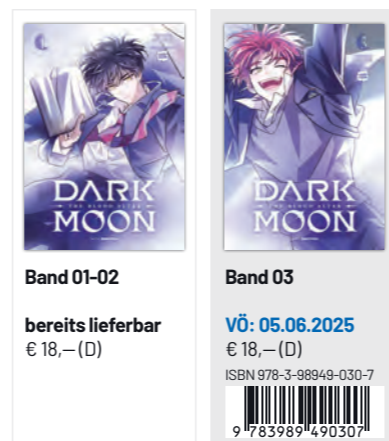 DARK
THE BLOOD ALTAR
MOON
Band 01-02
bereits lieferbar
€ 18,— (D)
DARK
THE BLOOD ALTAR
MOON
Band 03
VÖ: 05.06.2025
€ 18,— (D)
ISBN 978-3-98949-030-7
9 783989 490307